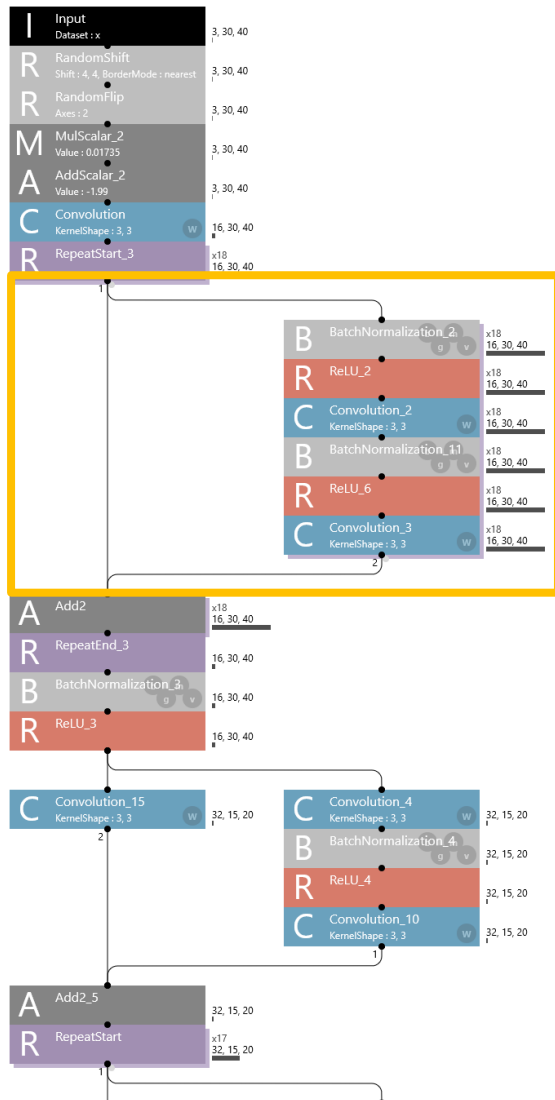 I Input
Dataset : x
3, 30, 40
R RandomShift
Shift : 4, 4, BorderMode : nearest
3, 30, 40
R RandomFlip
Axes : 2
3, 30, 40
M MulScalar_2
Value : 0.01735
3, 30, 40
A AddScalar_2
Value : -1.99
3, 30, 40
C Convolution
KernelShape : 3, 3
W
16, 30, 40
R RepeatStart_3
x18
16, 30, 40
1
B BatchNormalization_2
g v
x18
16, 30, 40
R ReLU_2
x18
16, 30, 40
C Convolution_2
KernelShape : 3, 3
W
x18
16, 30, 40
B BatchNormalization_11
g v
x18
16, 30, 40
R ReLU_6
x18
16, 30, 40
C Convolution_3
KernelShape : 3, 3
W
x18
16, 30, 40
2
A Add2
x18
16, 30, 40
R RepeatEnd_3
16, 30, 40
B BatchNormalization_3
g v
16, 30, 40
R ReLU_3
16, 30, 40
C Convolution_15
KernelShape : 3, 3
W
32, 15, 20
2
C Convolution_4
KernelShape : 3, 3
W
32, 15, 20
B BatchNormalization_4
g v
32, 15, 20
R ReLU_4
32, 15, 20
C Convolution_10
KernelShape : 3, 3
W
32, 15, 20
1
A Add2_5
32, 15, 20
R RepeatStart
x17
32, 15, 20
1